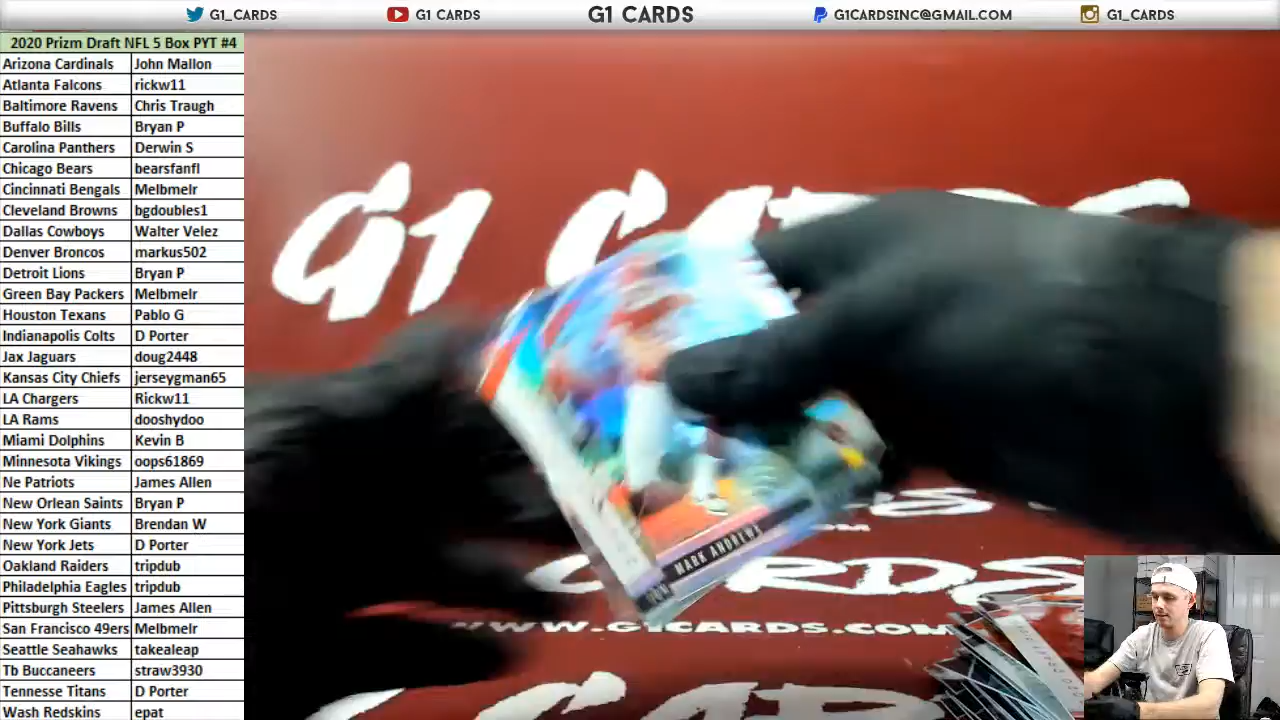 G1_CARDS
G1 CARDS
G1 CARDS
G1CARDSINC@GMAIL.COM
G1_CARDS
2020 Prizm Draft NFL 5 Box PYT #4
Arizona Cardinals John Mallon
Atlanta Falcons rickw11
Baltimore Ravens Chris Traugh
Buffalo Bills Bryan P
Carolina Panthers Derwin S
Chicago Bears bearsfanfl
Cincinnati Bengals Melbmelr
Cleveland Browns bgdoubles1
Dallas Cowboys Walter Velez
Denver Broncos markus502
Detroit Lions Bryan P
Green Bay Packers Melbmelr
Houston Texans Pablo G
Indianapolis Colts D Porter
Jax Jaguars doug2448
Kansas City Chiefs jerseygman65
LA Chargers Rickw11
LA Rams dooshydoo
Miami Dolphins Kevin B
Minnesota Vikings oops61869
Ne Patriots James Allen
New Orlean Saints Bryan P
New York Giants Brendan W
New York Jets D Porter
Oakland Raiders tripdub
Philadelphia Eagles tripdub
Pittsburgh Steelers James Allen
San Francisco 49ers Melbmelr
Seattle Seahawks takealeap
Tb Buccaneers straw3930
Tennesse Titans D Porter
Wash Redskins epat
G1 CARDS
MARK ANDREWS
CARDS
WWW.G1CARDS.COM